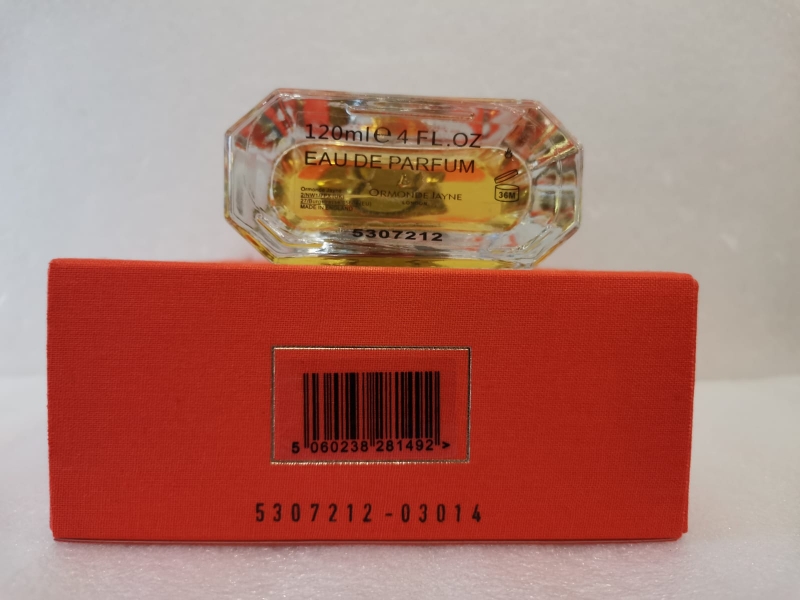 120ml e 4 FL.OZ
EAU DE PARFUM
ORMONDE JAYNE
36M
5307212
5 060238 281492 >
5307212-03014